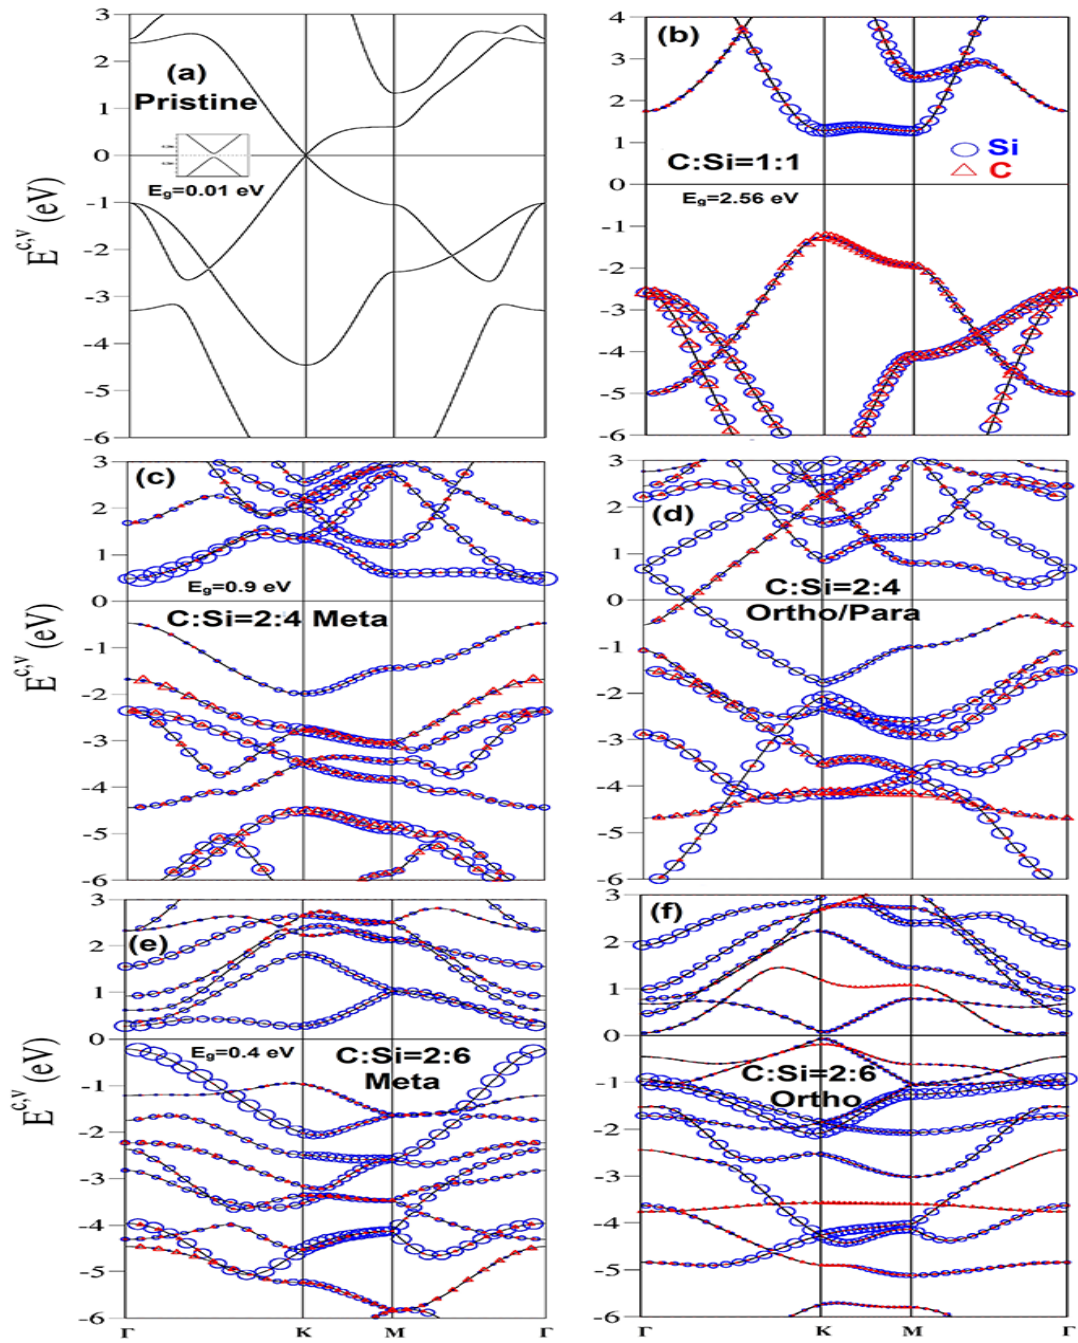 3
2
1
0
-1
-2
-3
-4
-5
-6
(a)
Pristine
Eg=0.01 eV
E^c,v (eV)
4
3
2
1
0
-1
-2
-3
-4
-5
-6
(b)
C:Si=1:1
Si
C
Eg=2.56 eV
3
2
1
0
-1
-2
-3
-4
-5
-6
(c)
Eg=0.9 eV
C:Si=2:4 Meta
E^c,v (eV)
3
2
1
0
-1
-2
-3
-4
-5
-6
(d)
C:Si=2:4
Ortho/Para
3
2
1
0
-1
-2
-3
-4
-5
-6
(e)
Eg=0.4 eV
C:Si=2:6
Meta
E^c,v (eV)
Γ K M Γ
3
2
1
0
-1
-2
-3
-4
-5
-6
(f)
C:Si=2:6
Ortho
Γ K M Γ